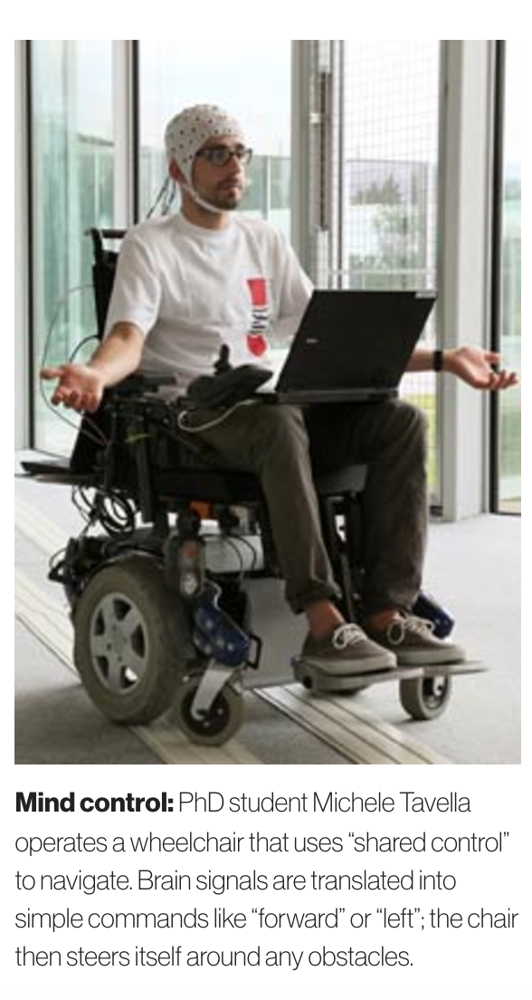 Mind control: PhD student Michele Tavella
operates a wheelchair that uses “shared control”
to navigate. Brain signals are translated into
simple commands like “forward” or “left”; the chair
then steers itself around any obstacles.